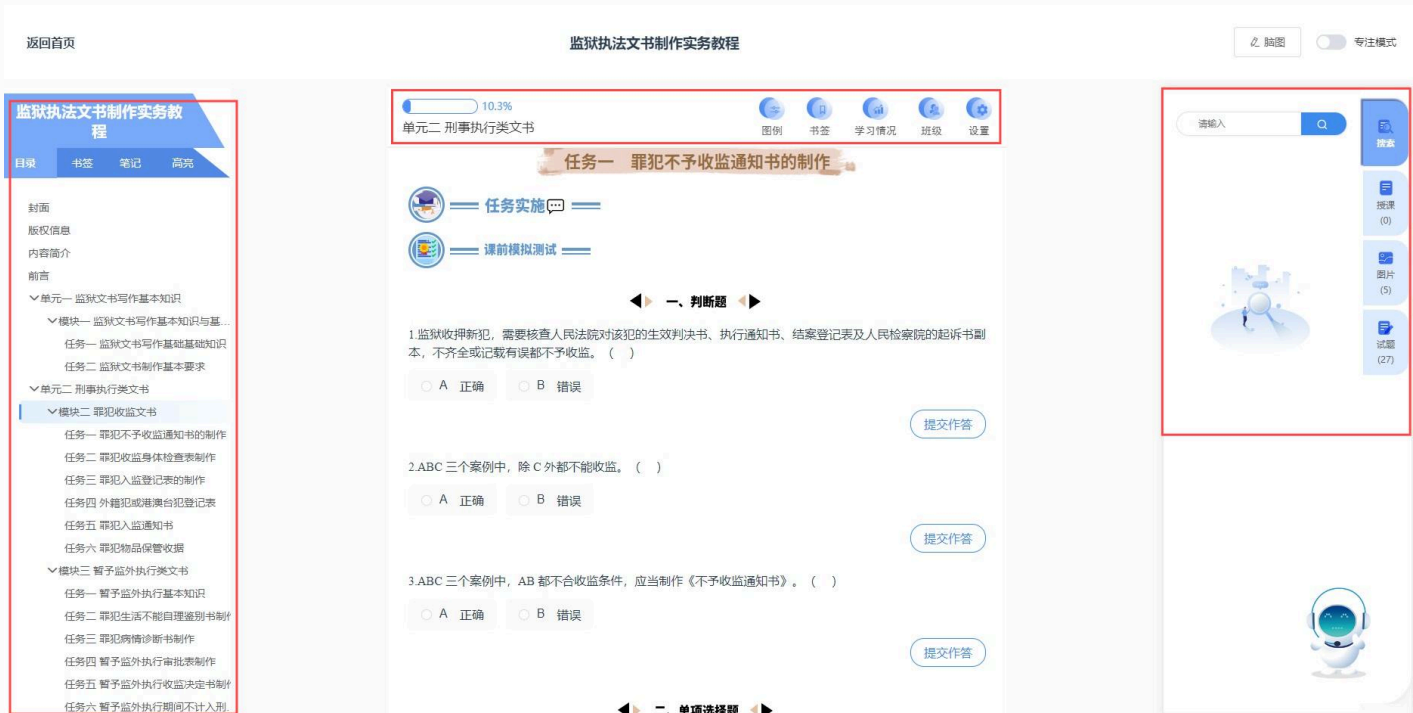 返回首页
监狱执法文书制作实务教程
脑图
专注模式
监狱执法文书制作实务教
程
目录
书签
笔记
高亮
封面
版权信息
内容简介
前言
单元一 监狱文书写作基本知识
模块一 监狱文书写作基本知识与基...
任务一 监狱文书写作基础基础知识
任务二 监狱文书制作基本要求
单元二 刑事执行类文书
模块二 罪犯收监文书
任务一 罪犯不予收监通知书的制作
任务二 罪犯收监身体检查表制作
任务三 罪犯入监登记表的制作
任务四 外籍犯或港澳台犯登记表
任务五 罪犯入监通知书
任务六 罪犯物品保管收据
模块三 暂予监外执行类文书
任务一 暂予监外执行基本知识
任务二 罪犯生活不能自理鉴别书制作
任务三 罪犯病情诊断书制作
任务四 暂予监外执行审批表制作
任务五 暂予监外执行收监决定书制作
任务六 暂予监外执行期间不计入刑...
10.3%
单元二 刑事执行类文书
图例
书签
学习情况
班级
设置
任务一 罪犯不予收监通知书的制作
任务实施
课前模拟测试
一、判断题
1.监狱收押新犯，需要核查人民法院对该犯的生效判决书、执行通知书、结案登记表及人民检察院的起诉书副
本，不齐全或记载有误都不予收监。（ ）
A 正确
B 错误
提交作答
2.ABC 三个案例中，除 C 外都不能收监。（ ）
A 正确
B 错误
提交作答
3.ABC 三个案例中，AB 都不合收监条件，应当制作《不予收监通知书》。（ ）
A 正确
B 错误
提交作答
二、单项选择题
请输入
搜索
授课
(0)
图片
(5)
试题
(27)